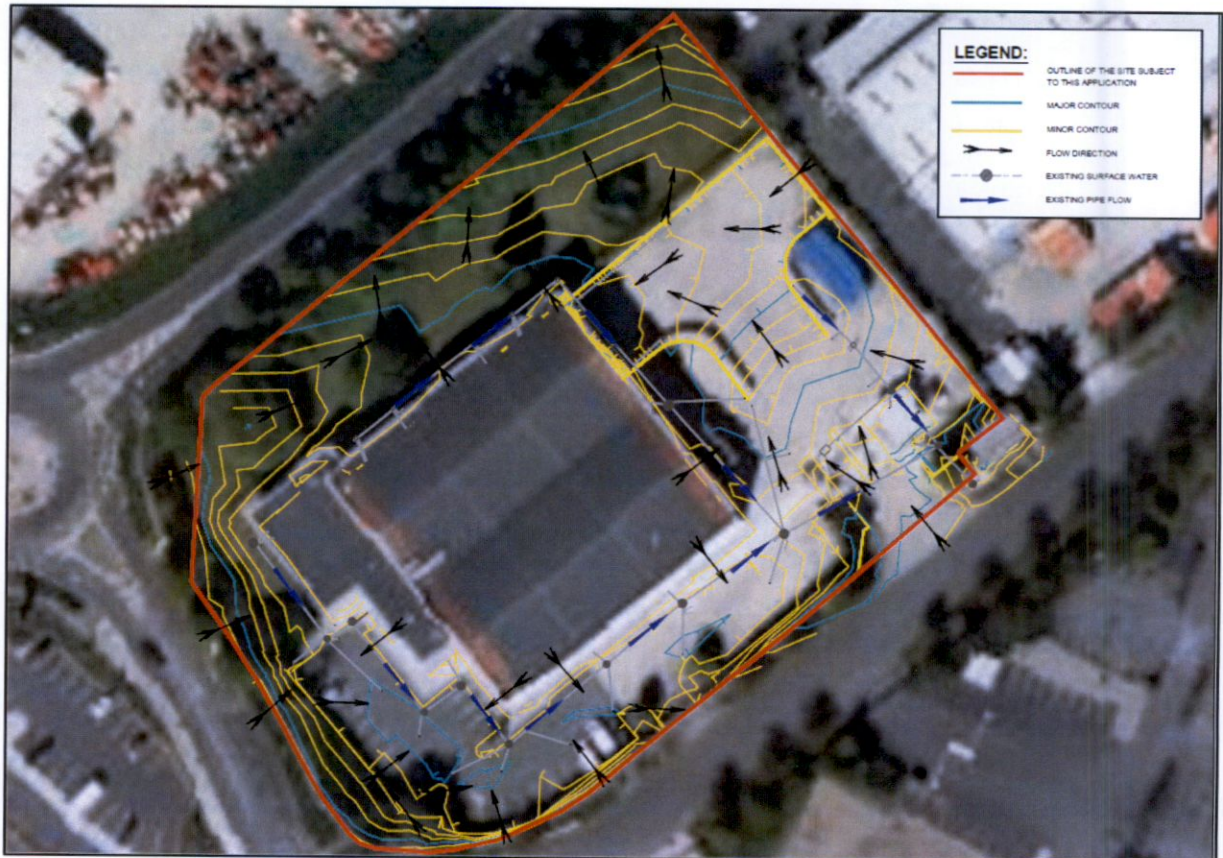 LEGEND:
OUTLINE OF THE SITE SUBJECT
TO THIS APPLICATION
MAJOR CONTOUR
MINOR CONTOUR
FLOW DIRECTION
EXISTING SURFACE WATER
EXISTING PIPE FLOW